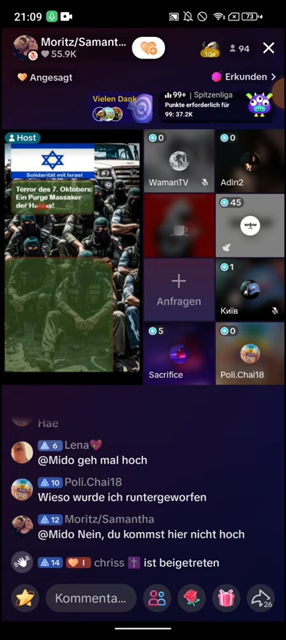 21:09
73
Moritz/Samant...
55.9K
94
Angesagt
Erkunden
Vielen Dank
99+ | Spitzenliga
Punkte erforderlich für
99: 37.2K
Host
Solidarität mit Israel
Terror des 7. Oktobers:
Ein Purge Massaker
der Hamas!
0
WamanTV
0
Adin2
45
Anfragen
1
Київ
5
Sacrifice
0
Poli.Chai18
Hae
6 Lena
@Mido geh mal hoch
10 Poli.Chai18
Wieso wurde ich runtergeworfen
12 Moritz/Samantha
@Mido Nein, du kommst hier nicht hoch
14 I chriss ist beigetreten
Kommenta...
26